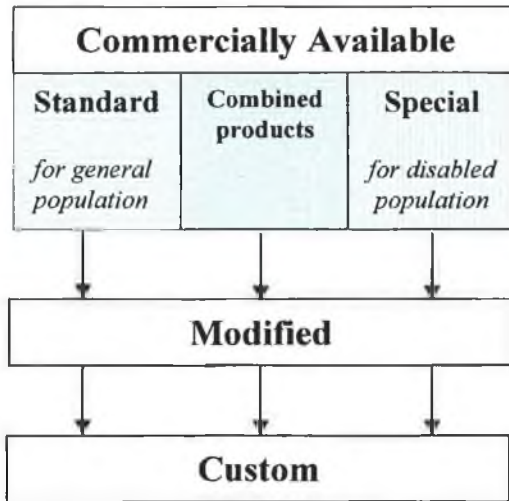 Commercially Available
Standard
for general
population
Combined
products
Special
for disabled
population
Modified
Custom